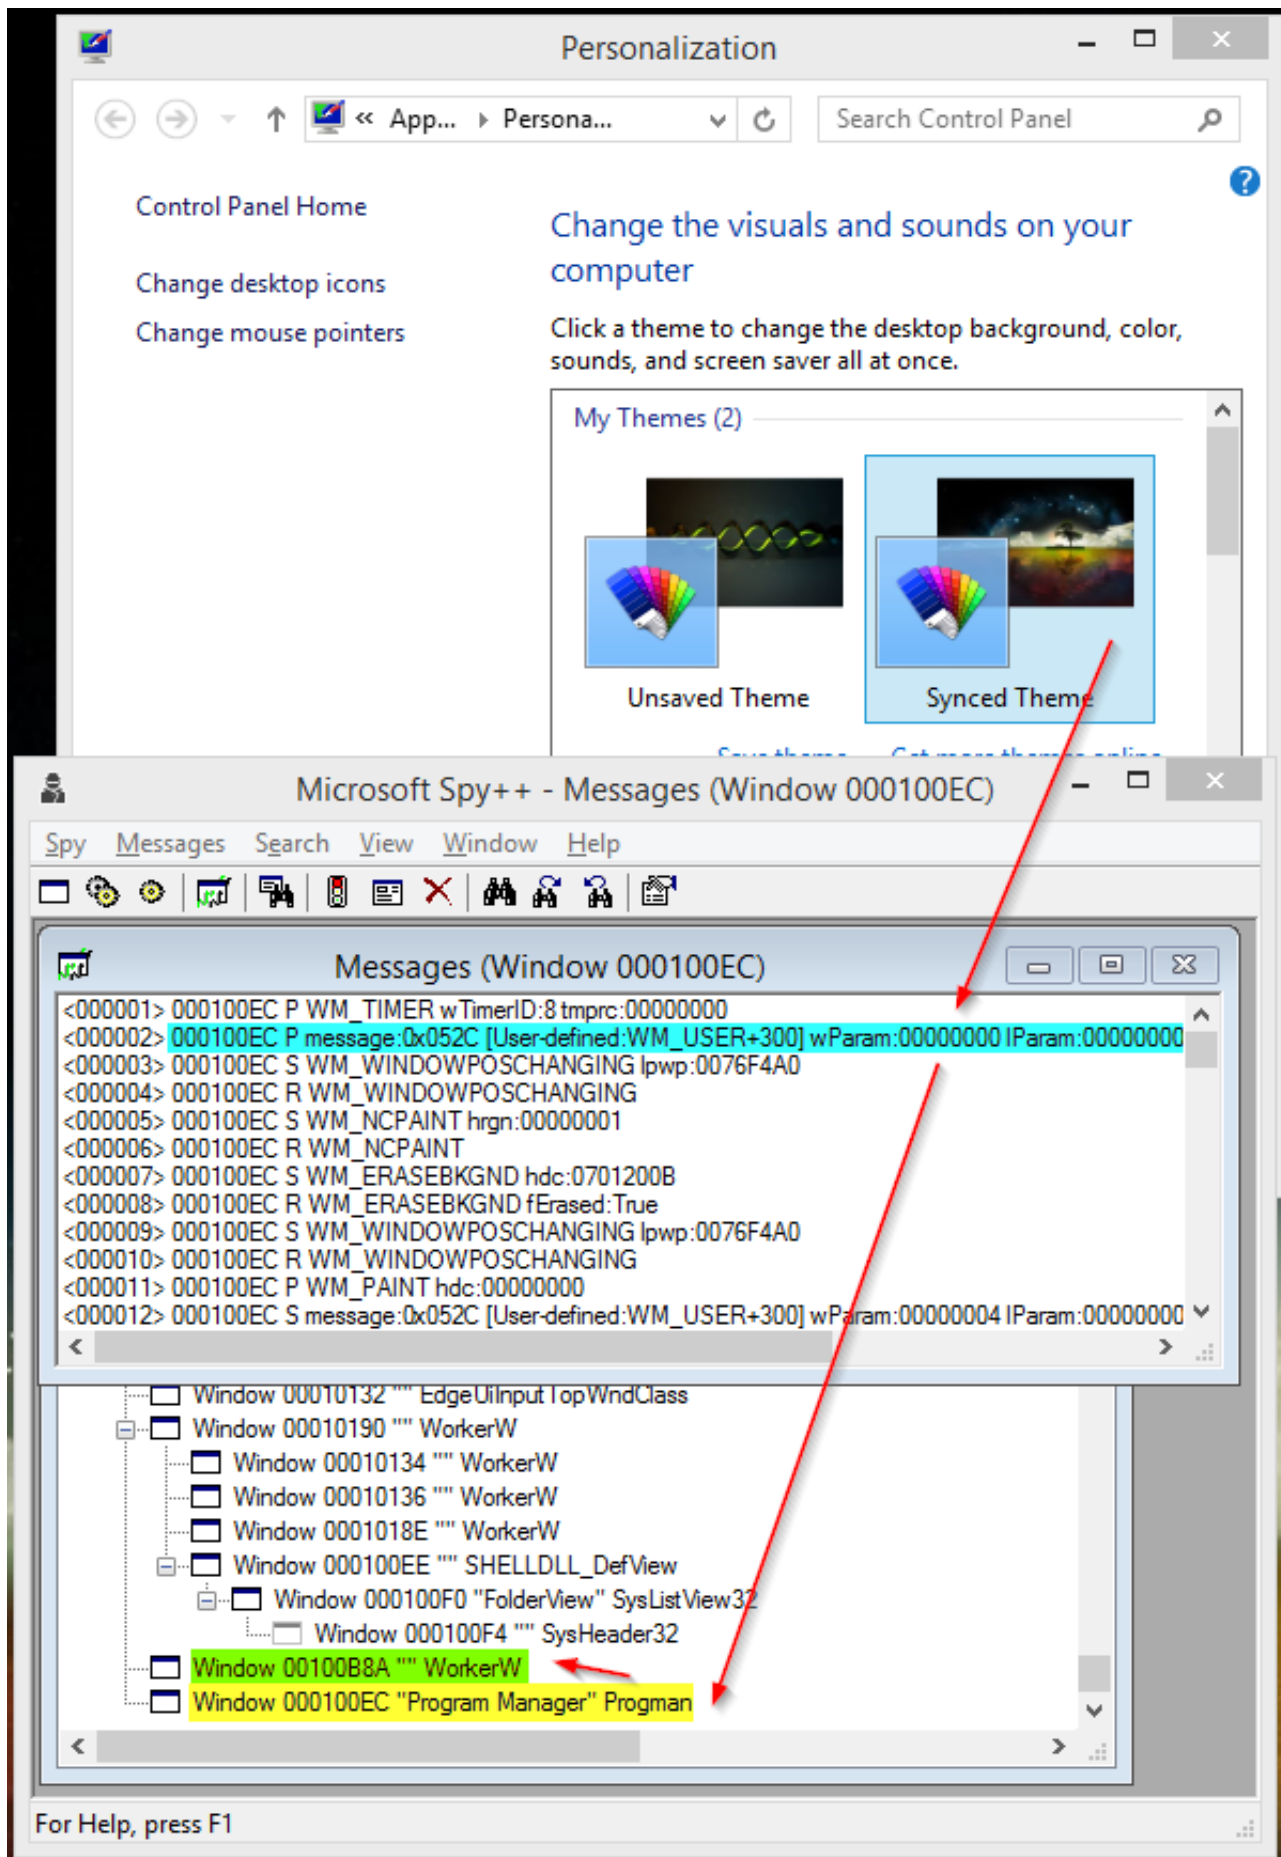 Personalization
« App... Persona...
Search Control Panel
Control Panel Home
Change desktop icons
Change mouse pointers
Change the visuals and sounds on your
computer
Click a theme to change the desktop background, color,
sounds, and screen saver all at once.
My Themes (2)
Unsaved Theme
Synced Theme
Save theme
Get more themes online
Microsoft Spy++ - Messages (Window 000100EC)
Spy Messages Search View Window Help
Messages (Window 000100EC)
<000001> 000100EC P WM_TIMER wTimerID:8 tmprc:00000000
<000002> 000100EC P message:0x052C [User-defined:WM_USER+300] wParam:00000000 lParam:00000000
<000003> 000100EC S WM_WINDOWPOSCHANGING lpwp:0076F4A0
<000004> 000100EC R WM_WINDOWPOSCHANGING
<000005> 000100EC S WM_NCPAINT hrgn:00000001
<000006> 000100EC R WM_NCPAINT
<000007> 000100EC S WM_ERASEBKGND hdc:0701200B
<000008> 000100EC R WM_ERASEBKGND fErased:True
<000009> 000100EC S WM_WINDOWPOSCHANGING lpwp:0076F4A0
<000010> 000100EC R WM_WINDOWPOSCHANGING
<000011> 000100EC P WM_PAINT hdc:00000000
<000012> 000100EC S message:0x052C [User-defined:WM_USER+300] wParam:00000004 lParam:00000000
Window 00010132 "" EdgeUiInputTopWndClass
Window 00010190 "" WorkerW
Window 00010134 "" WorkerW
Window 00010136 "" WorkerW
Window 0001018E "" WorkerW
Window 000100EE "" SHELLDLL_DefView
Window 000100F0 "FolderView" SysListView32
Window 000100F4 "" SysHeader32
Window 00100B8A "" WorkerW
Window 000100EC "Program Manager" Progman
For Help, press F1